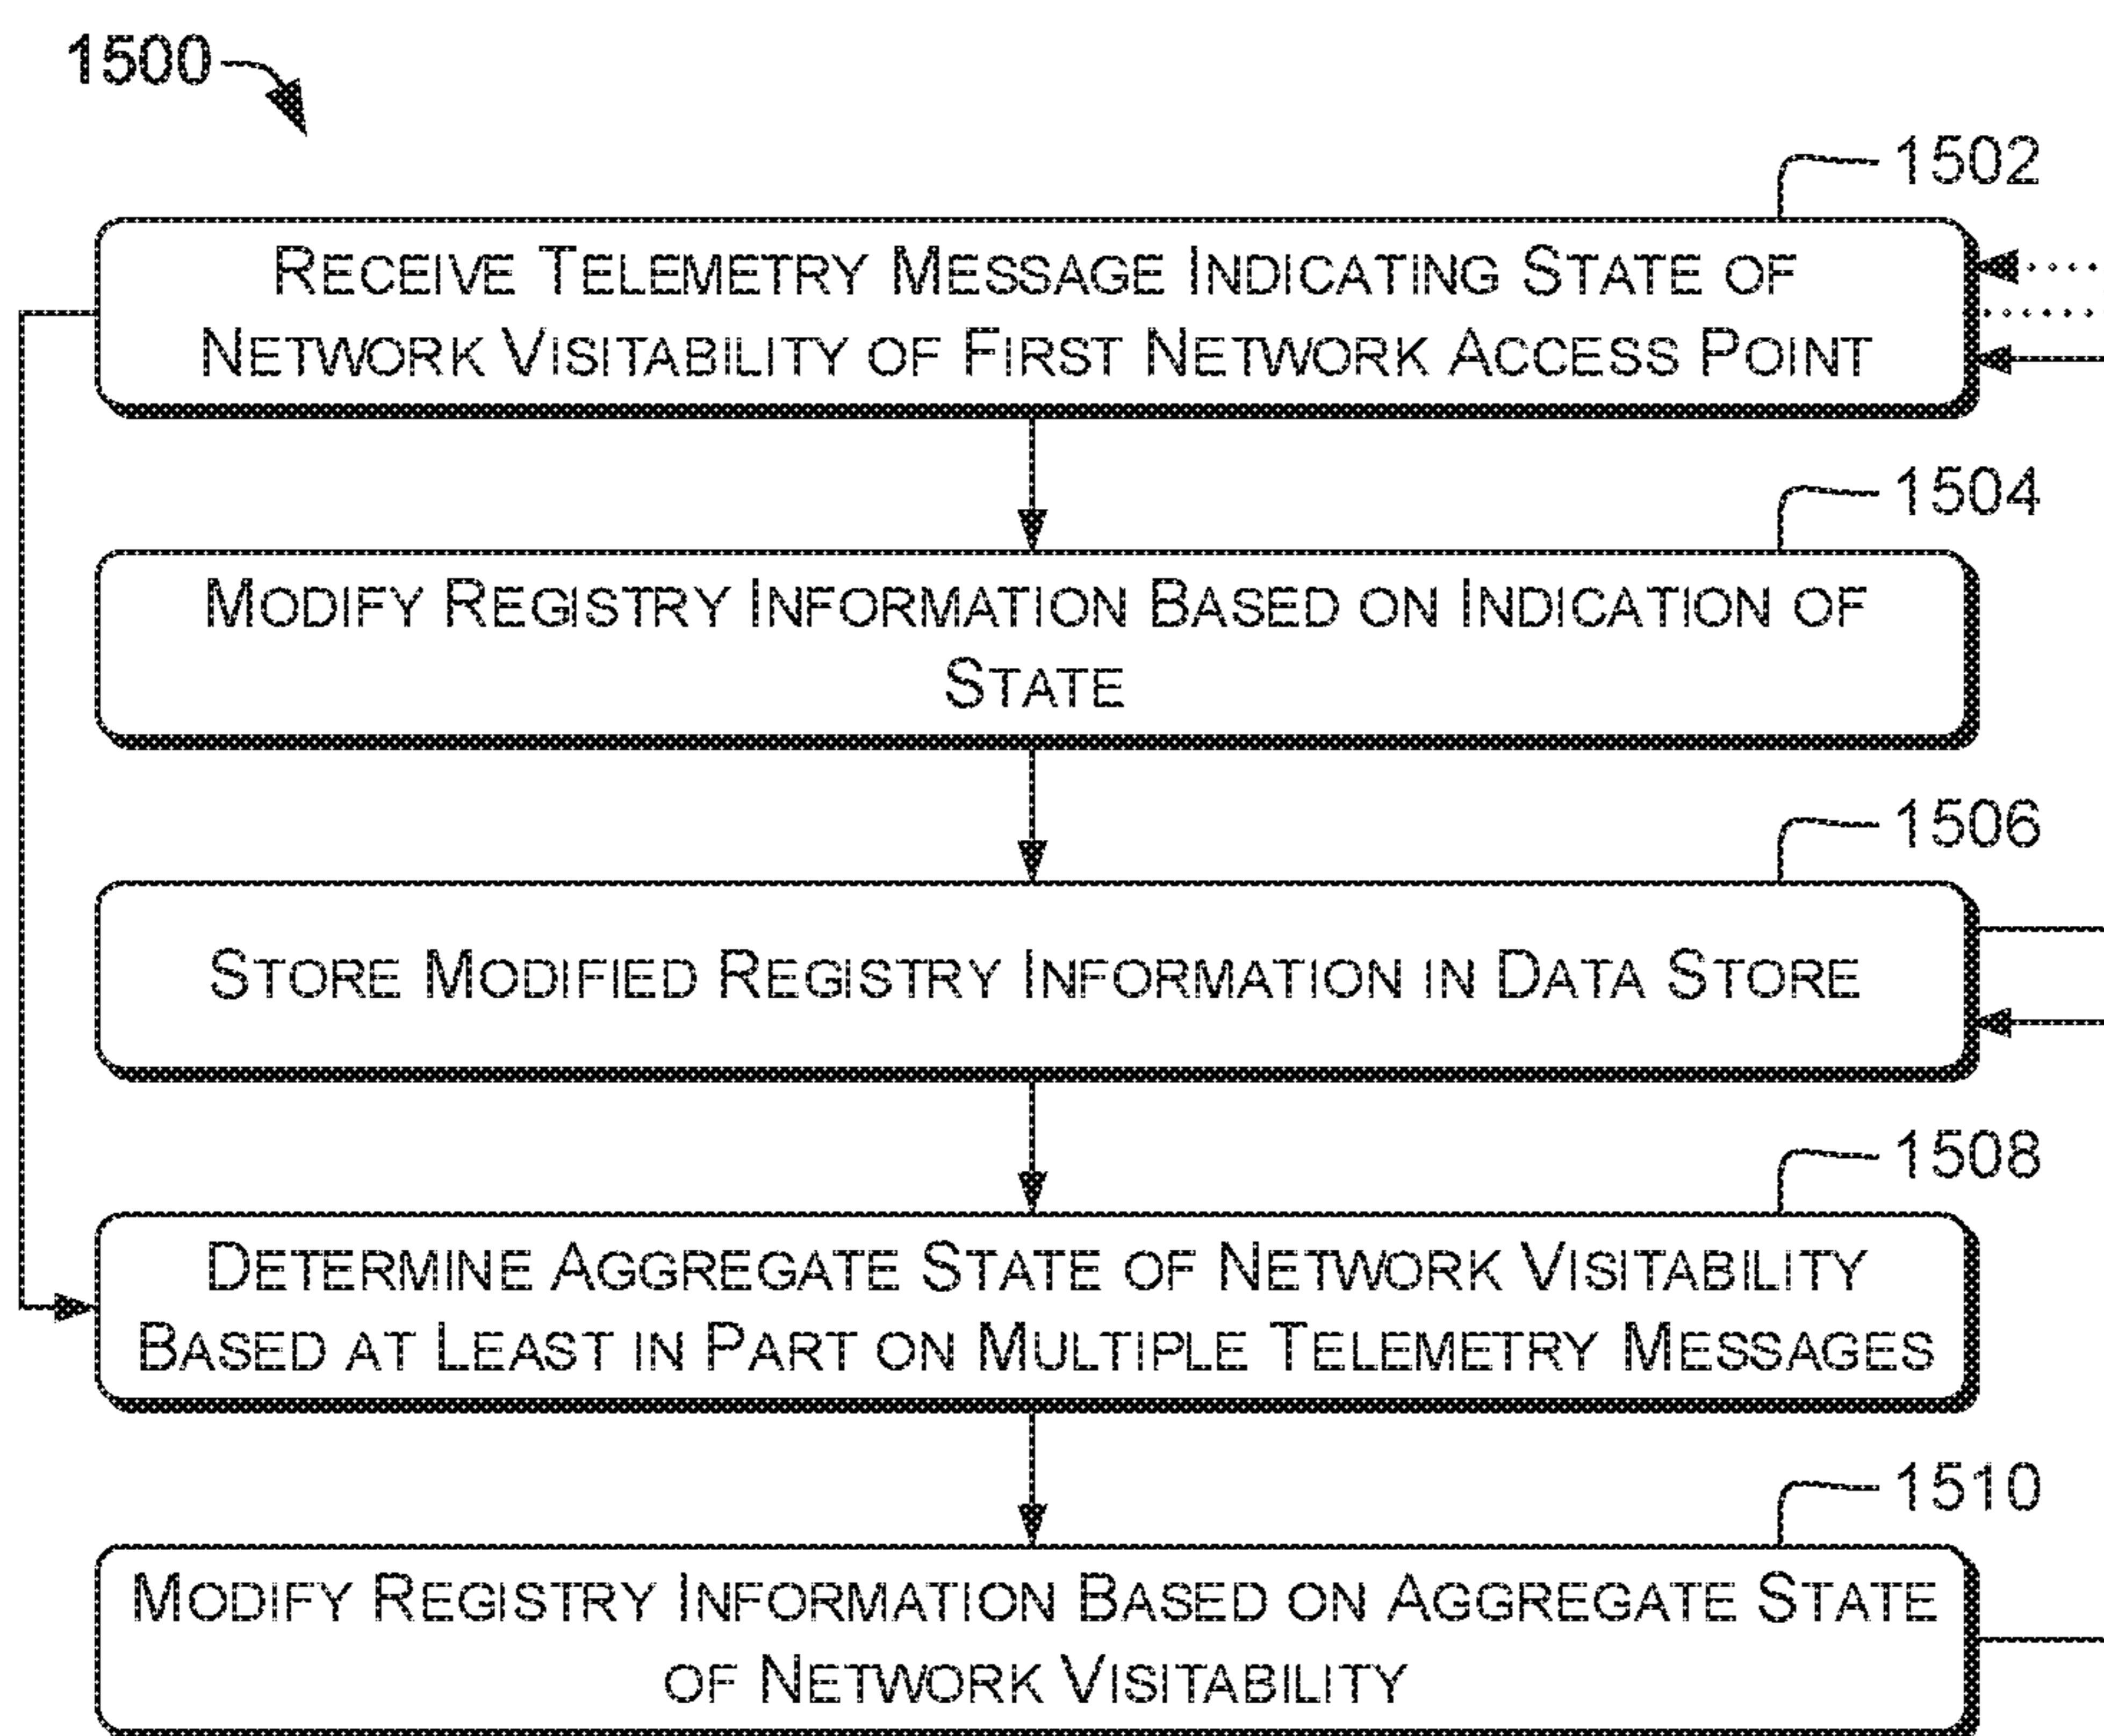 1500
1502
RECEIVE TELEMETRY MESSAGE INDICATING STATE OF
NETWORK VISITABILITY OF FIRST NETWORK ACCESS POINT
1504
MODIFY REGISTRY INFORMATION BASED ON INDICATION OF
STATE
1506
STORE MODIFIED REGISTRY INFORMATION IN DATA STORE
1508
DETERMINE AGGREGATE STATE OF NETWORK VISITABILITY
BASED AT LEAST IN PART ON MULTIPLE TELEMETRY MESSAGES
1510
MODIFY REGISTRY INFORMATION BASED ON AGGREGATE STATE
OF NETWORK VISITABILITY